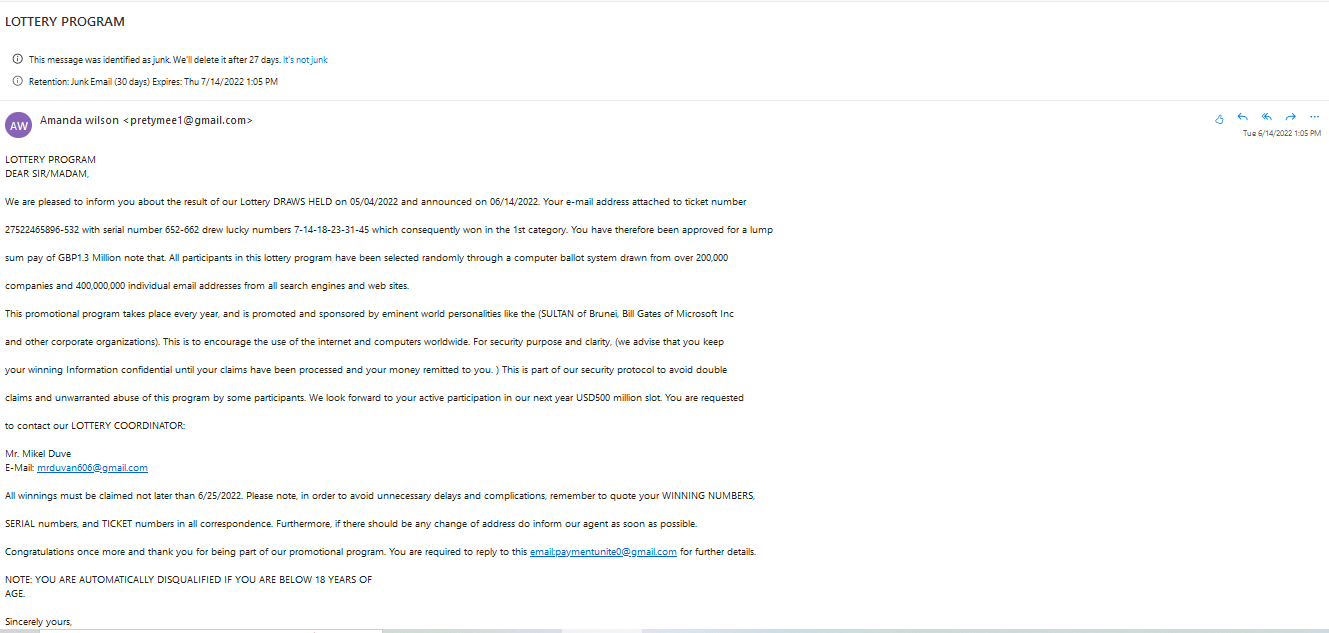 LOTTERY PROGRAM
This message was identified as junk. We'll delete it after 27 days. It's not junk
Retention: Junk Email (30 days) Expires: Thu 7/14/2022 1:05 PM
AW
Amanda wilson <pretymee1@gmail.com>
Tue 6/14/2022 1:05 PM
LOTTERY PROGRAM
DEAR SIR/MADAM,
We are pleased to inform you about the result of our Lottery DRAWS HELD on 05/04/2022 and announced on 06/14/2022. Your e-mail address attached to ticket number
27522465896-532 with serial number 652-662 drew lucky numbers 7-14-18-23-31-45 which consequently won in the 1st category. You have therefore been approved for a lump
sum pay of GBP1.3 Million note that. All participants in this lottery program have been selected randomly through a computer ballot system drawn from over 200,000
companies and 400,000,000 individual email addresses from all search engines and web sites.
This promotional program takes place every year, and is promoted and sponsored by eminent world personalities like the (SULTAN of Brunei, Bill Gates of Microsoft Inc
and other corporate organizations). This is to encourage the use of the internet and computers worldwide. For security purpose and clarity, (we advise that you keep
your winning Information confidential until your claims have been processed and your money remitted to you. ) This is part of our security protocol to avoid double
claims and unwarranted abuse of this program by some participants. We look forward to your active participation in our next year USD500 million slot. You are requested
to contact our LOTTERY COORDINATOR:
Mr. Mikel Duve
E-Mail: mrduvan606@gmail.com
All winnings must be claimed not later than 6/25/2022. Please note, in order to avoid unnecessary delays and complications, remember to quote your WINNING NUMBERS,
SERIAL numbers, and TICKET numbers in all correspondence. Furthermore, if there should be any change of address do inform our agent as soon as possible.
Congratulations once more and thank you for being part of our promotional program. You are required to reply to this email:paymentunite0@gmail.com for further details.
NOTE: YOU ARE AUTOMATICALLY DISQUALIFIED IF YOU ARE BELOW 18 YEARS OF
AGE.
Sincerely yours,